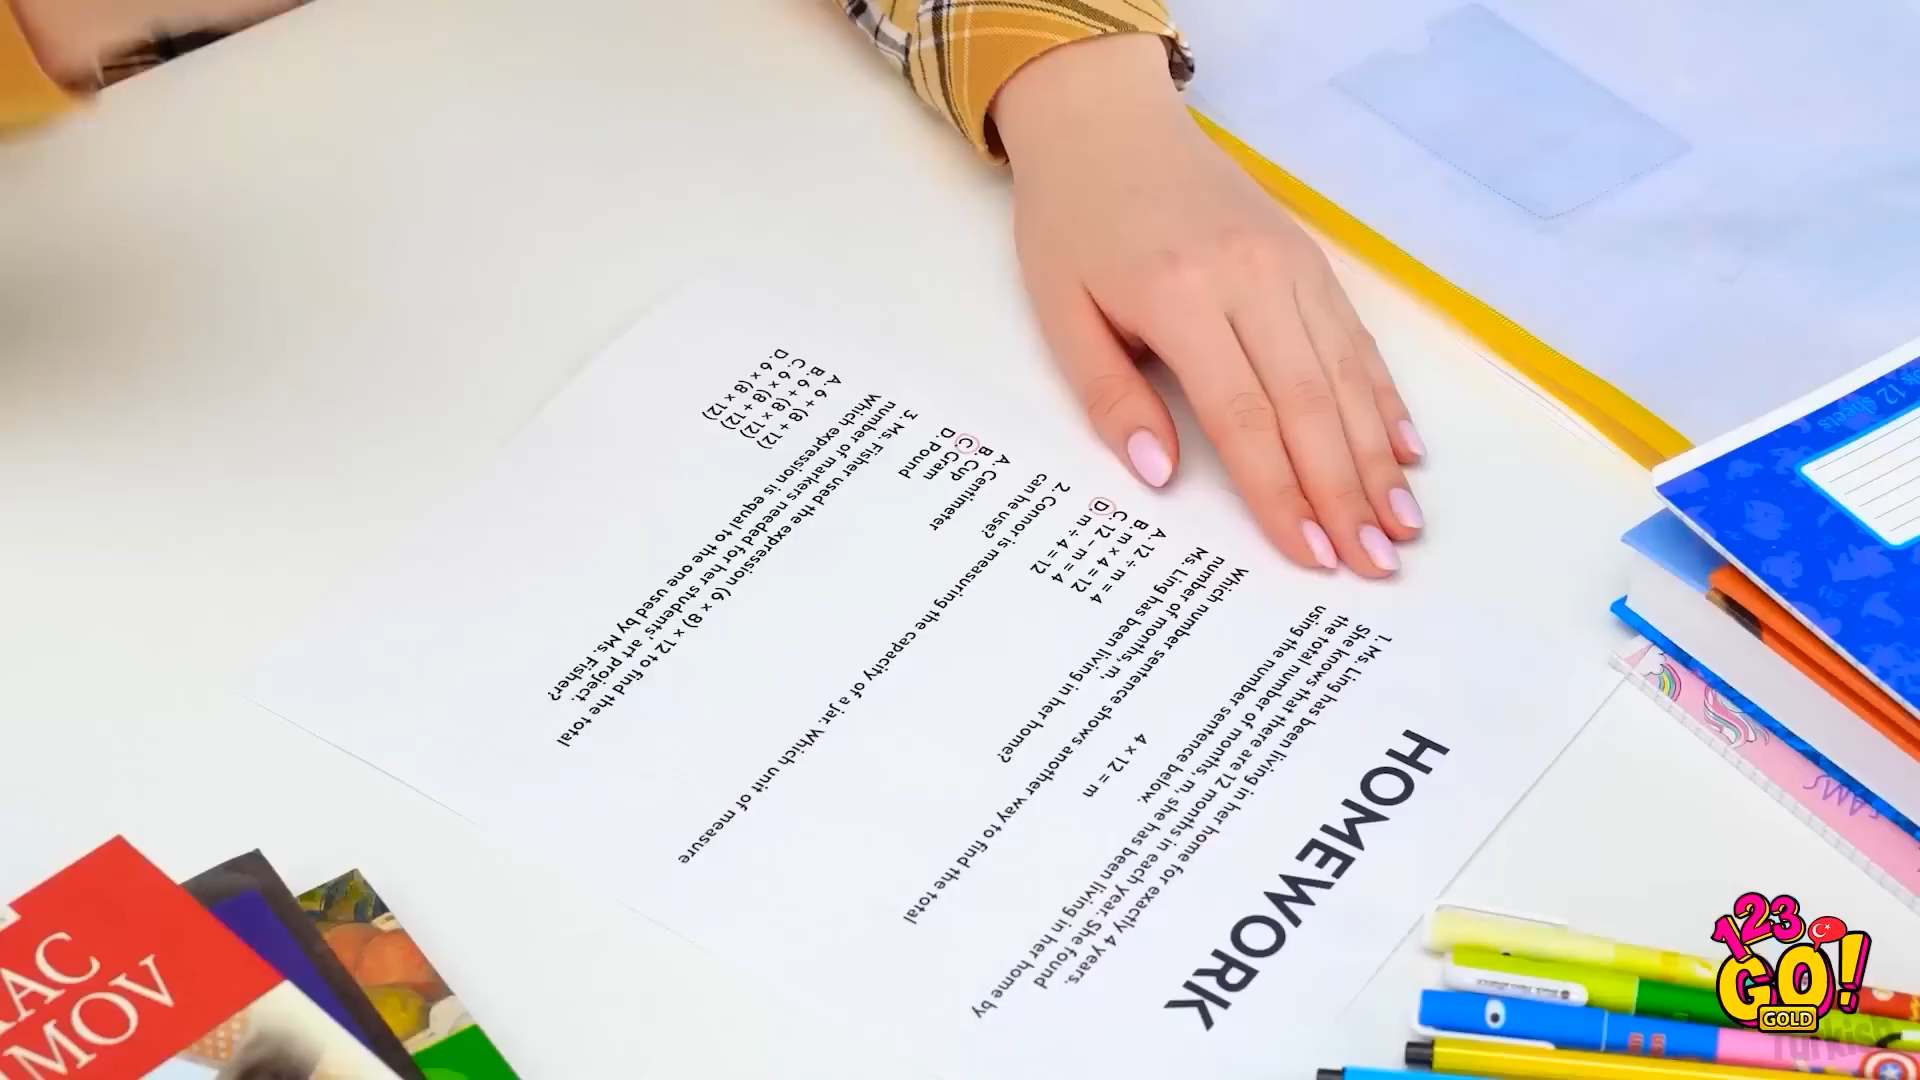 HOMEWORK
1. Ms. Ling has been living in her home for exactly 4 years.
She knows that there are 12 months in each year. She found
the total number of months, m, she has been living in her home by
using the number sentence below.
4 × 12 = m
Which number sentence shows another way to find the total
number of months, m,
Ms. Ling has been living in her home?
A. 12 ÷ m = 4
B. m × 4 = 12
C. 12 − m = 4
D. m ÷ 4 = 12
2. Connor is measuring the capacity of a jar. Which unit of measure
can he use?
A. Centimeter
B. Cup
C. Gram
D. Pound
3. Ms. Fisher used the expression (6 × 8) × 12 to find the total
number of markers needed for her students' art project.
Which expression is equal to the one used by Ms. Fisher?
A. 6 + (8 + 12)
B. 6 + (8 × 12)
C. 6 × (8 + 12)
D. 6 × (8 × 12)
12 sheets
SAMS
AC
MOV
123
GO!
GOLD